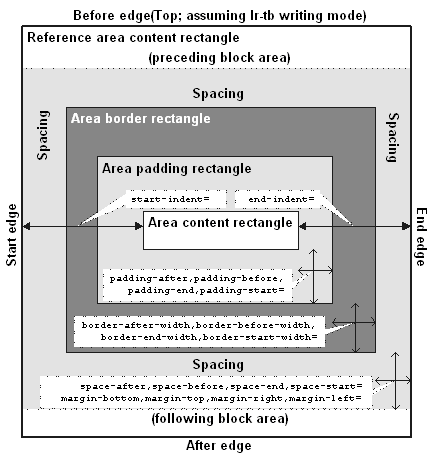 Before edge(Top; assuming lr-tb writing mode)
Reference area content rectangle
(preceding block area)
Spacing
Spacing
Spacing
Area border rectangle
Area padding rectangle
start-indent=
end-indent=
Area content rectangle
Start edge
End edge
padding-after,padding-before,
padding-end,padding-start=
border-after-width,border-before-width,
border-end-width,border-start-width=
Spacing
space-after,space-before,space-end,space-start=
margin-bottom,margin-top,margin-right,margin-left=
(following block area)
After edge